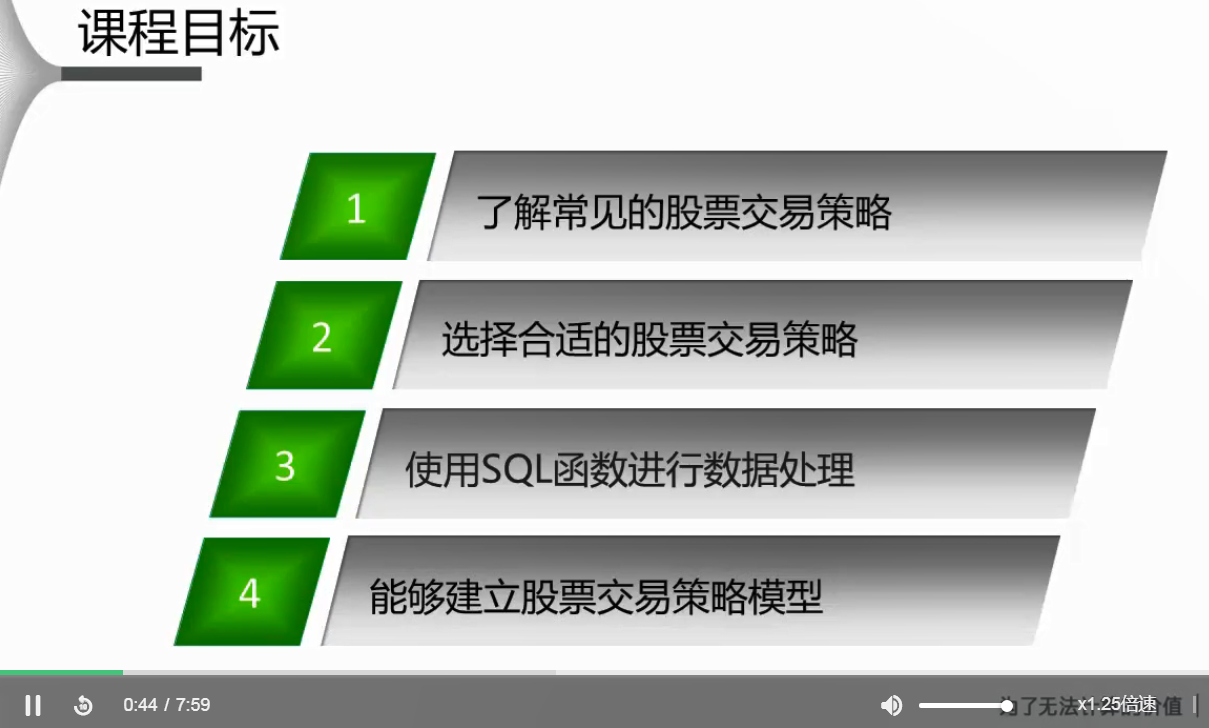 课程目标
1
了解常见的股票交易策略
2
选择合适的股票交易策略
3
使用SQL函数进行数据处理
4
能够建立股票交易策略模型
0:44 / 7:59
x1.25倍速